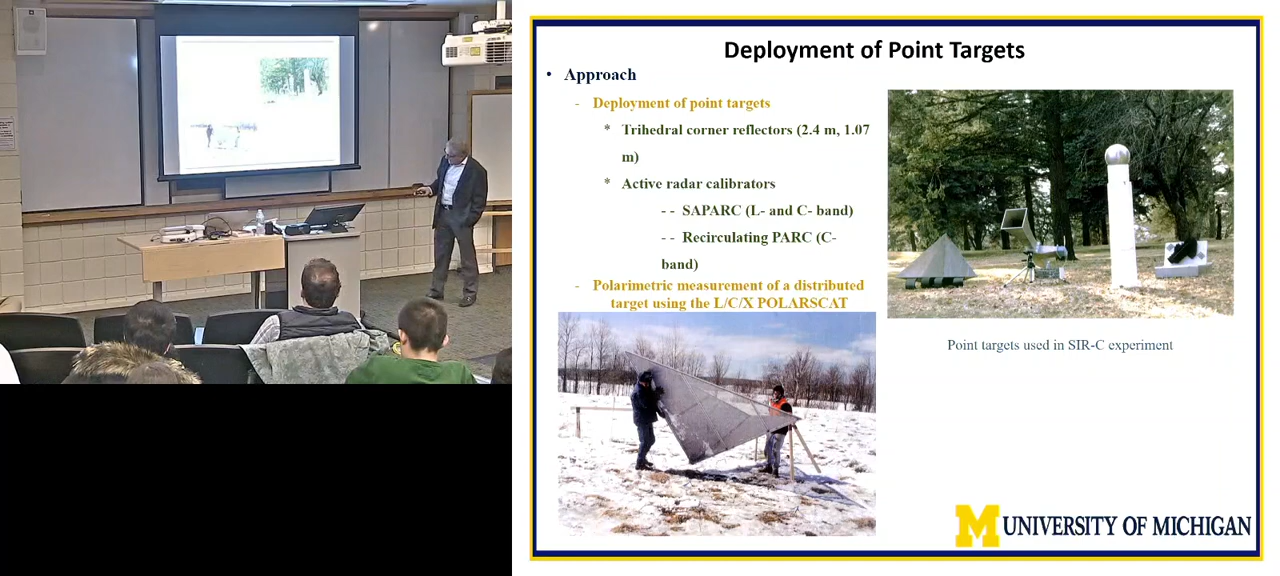 Deployment of Point Targets
• Approach
- Deployment of point targets
* Trihedral corner reflectors (2.4 m, 1.07
m)
* Active radar calibrators
- - SAPARC (L- and C- band)
- - Recirculating PARC (C-
band)
- Polarimetric measurement of a distributed
target using the L/C/X POLARSCAT
Point targets used in SIR-C experiment
M UNIVERSITY OF MICHIGAN